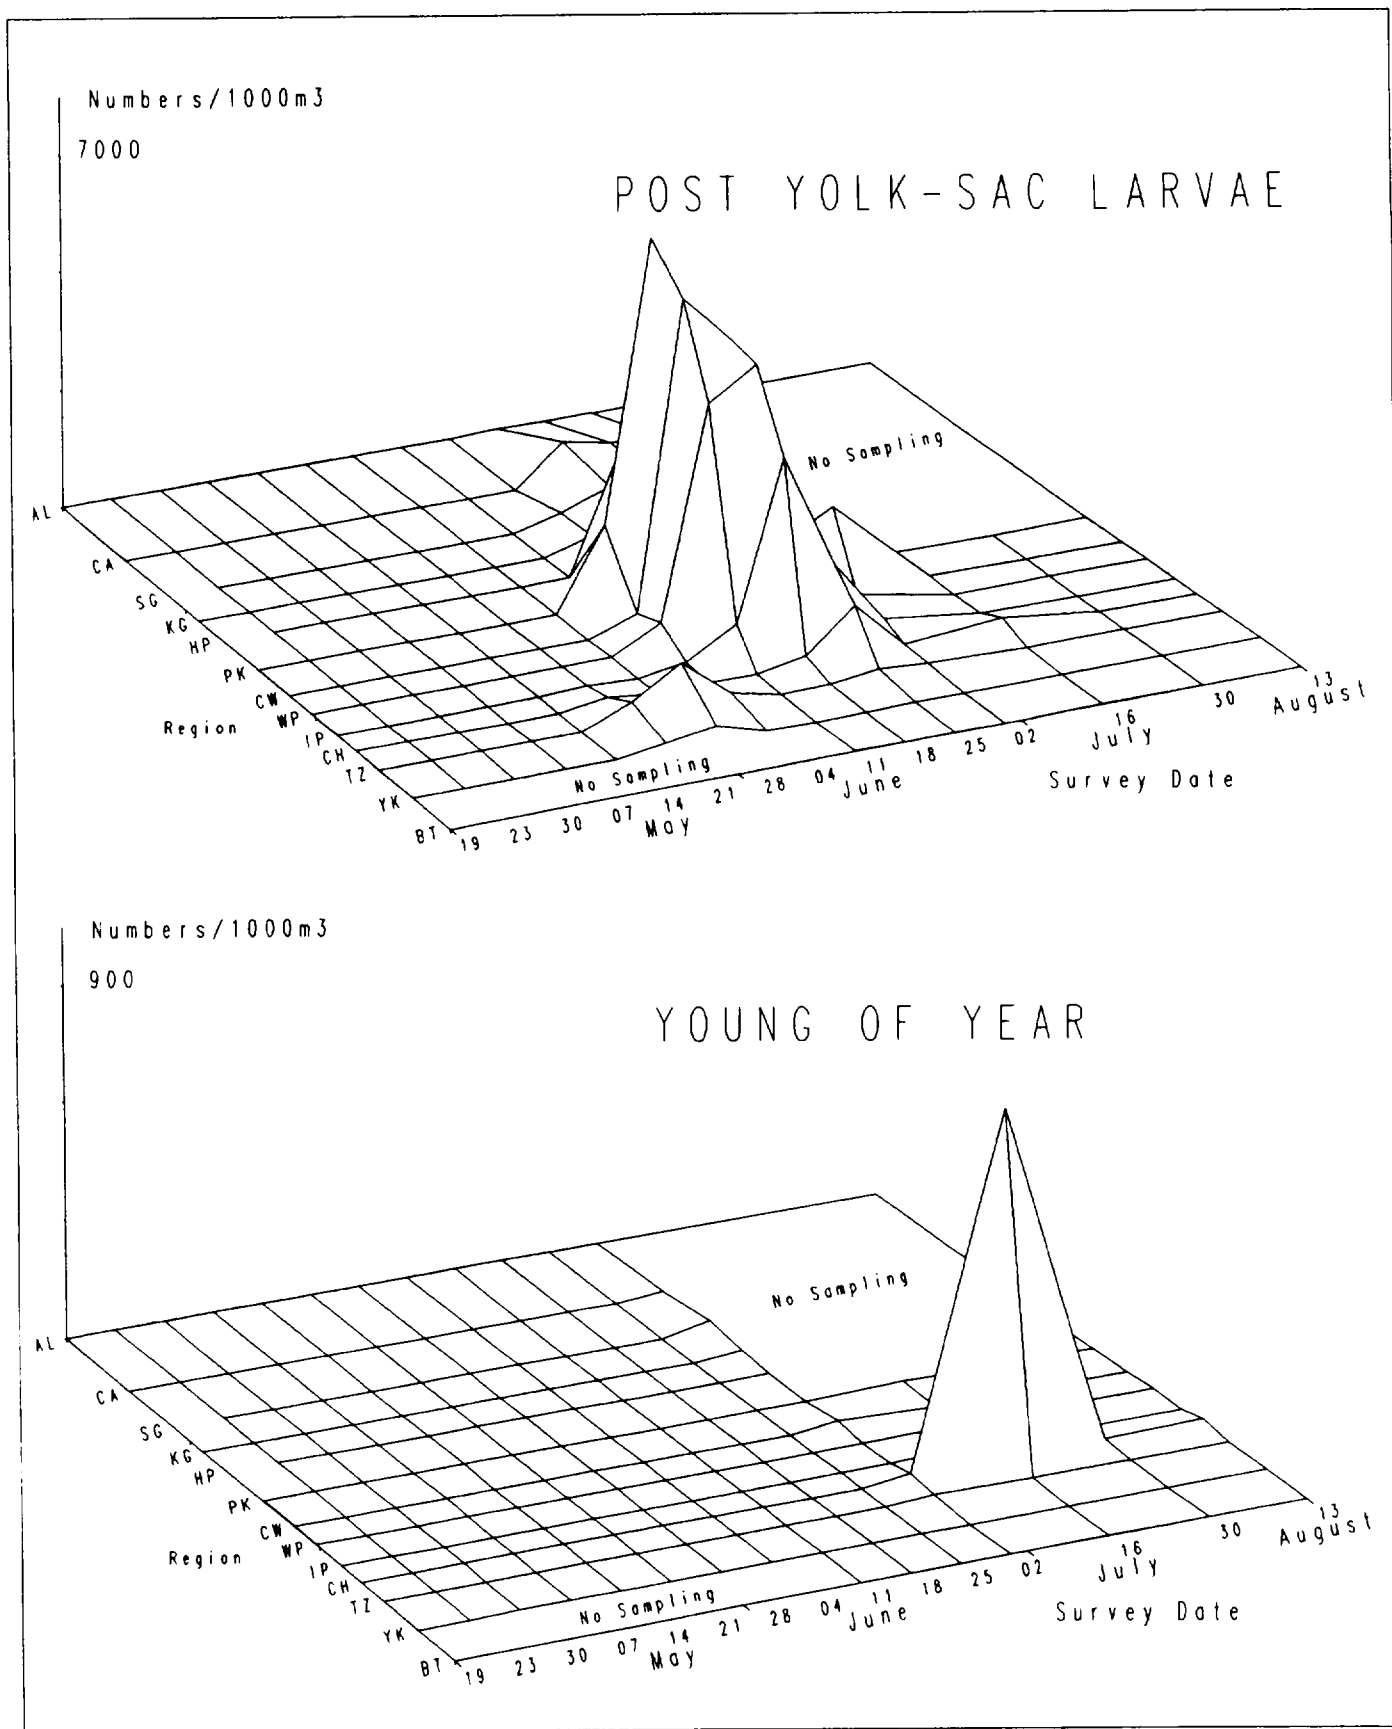 Numbers/1000m3
7000
POST YOLK-SAC LARVAE
No Sampling
AL
CA
SG
KG
HP
PK
CW
WP
IP
CH
TZ
YK
BT
Region
No Sampling
19 23 30 07 14 21 28 04 11 18 25 02 16 30 13
May June July August
Survey Date
Numbers/1000m3
900
YOUNG OF YEAR
No Sampling
AL
CA
SG
KG
HP
PK
CW
WP
IP
CH
TZ
YK
BT
Region
No Sampling
19 23 30 07 14 21 28 04 11 18 25 02 16 30 13
May June July August
Survey Date